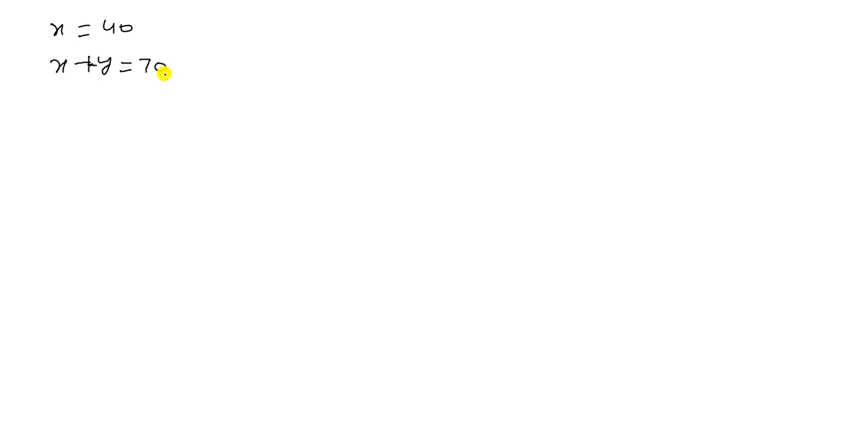 x = 40
x + y = 70